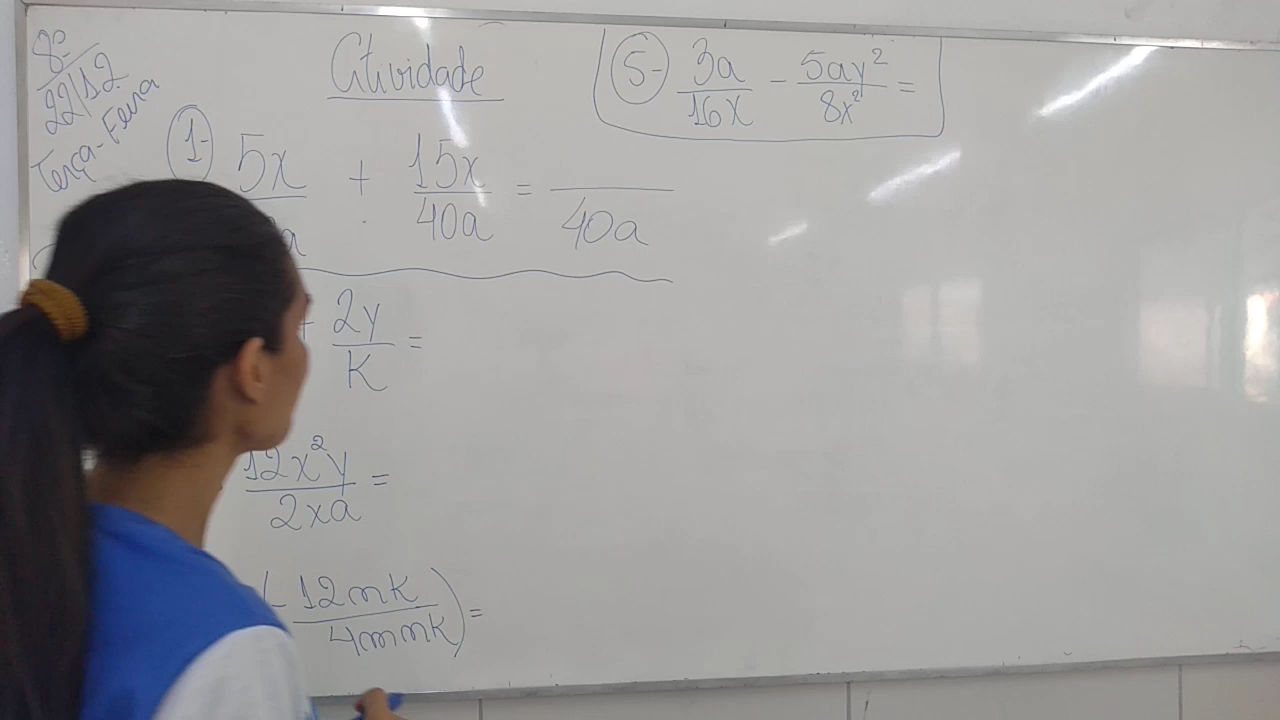 8º
22/12
Terça-Feira
Atividade
1- 5x + 15x/40a = /40a
+ 2y/K =
12x²y/2xa =
(- 12mk/4mmk) =
5- 3a/16x - 5ay²/8x² =